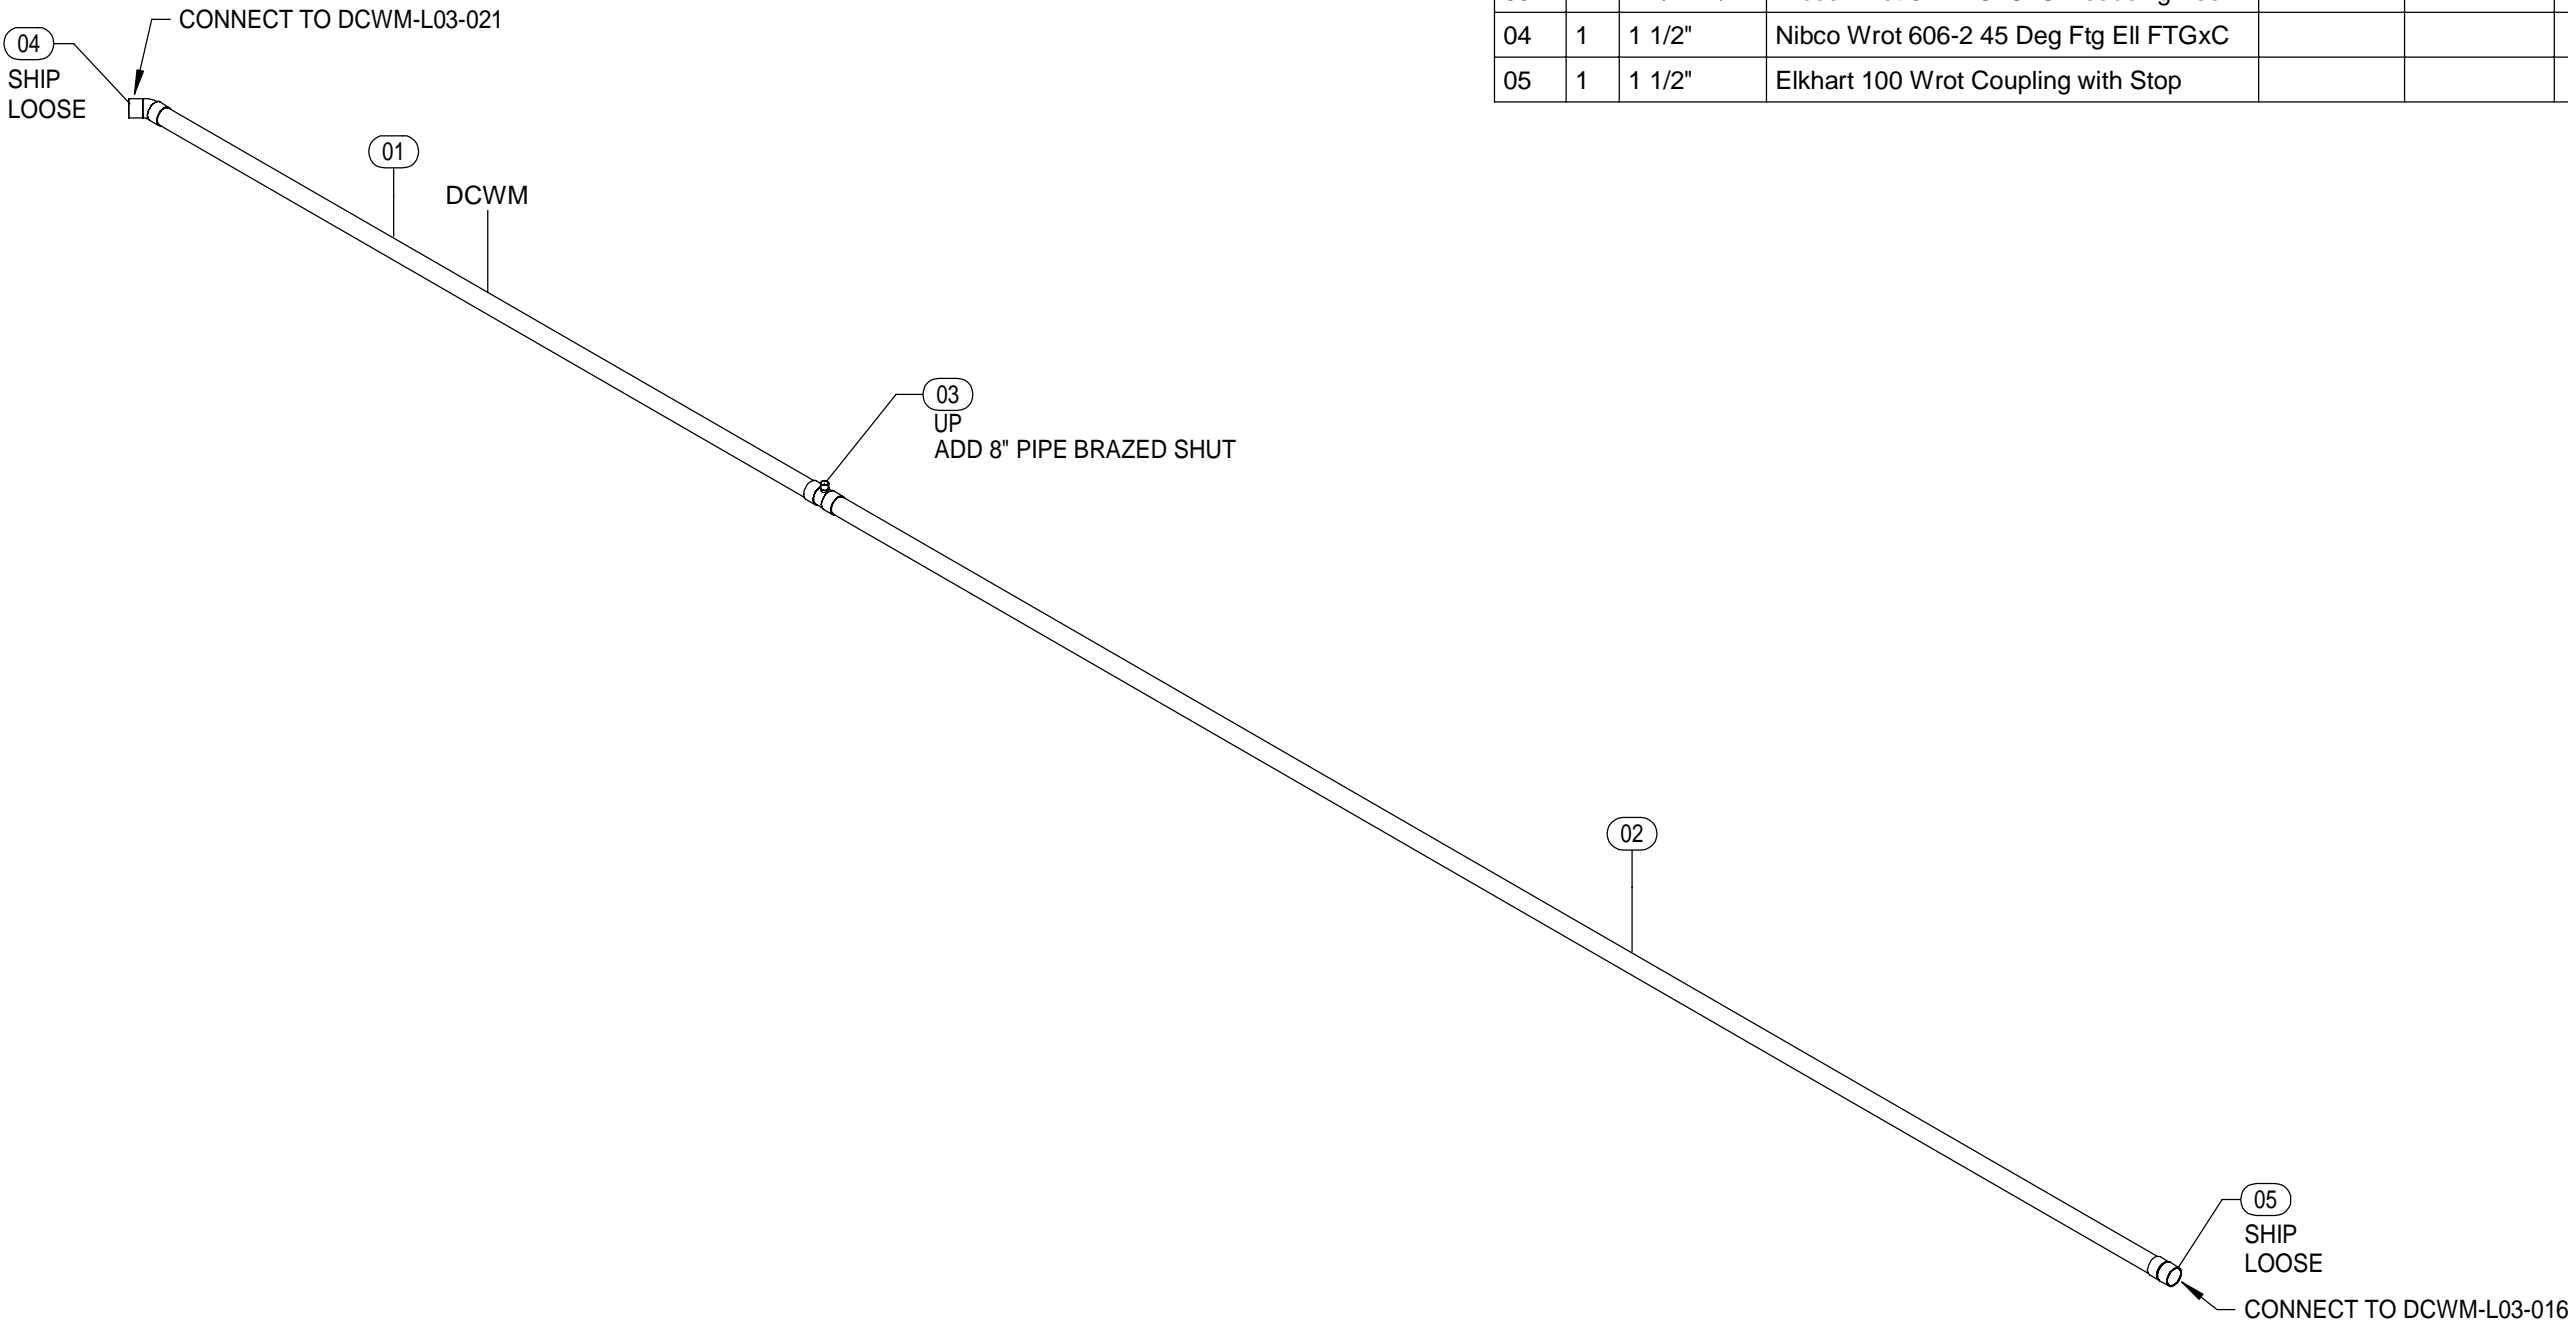 04 1 1 1/2" Nibco Wrot 606-2 45 Deg Ftg Ell FTGxC
05 1 1 1/2" Elkhart 100 Wrot Coupling with Stop
CONNECT TO DCWM-L03-021
04
SHIP
LOOSE
01
DCWM
03
UP
ADD 8" PIPE BRAZED SHUT
02
05
SHIP
LOOSE
CONNECT TO DCWM-L03-016